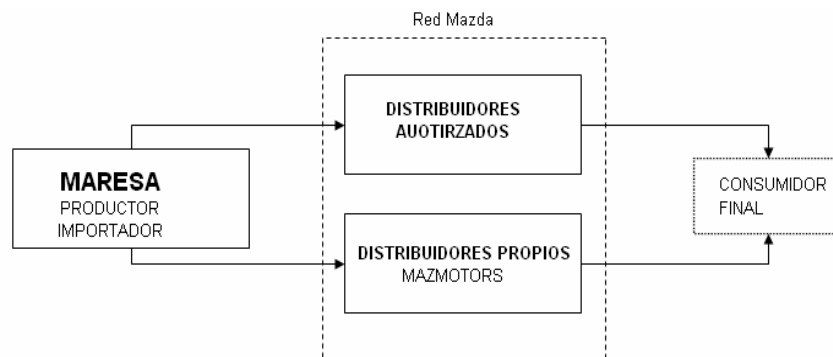 Red Mazda
DISTRIBUIDORES
AUOTIRZADOS
MARESA
PRODUCTOR
IMPORTADOR
CONSUMIDOR
FINAL
DISTRIBUIDORES PROPIOS
MAZMOTORS